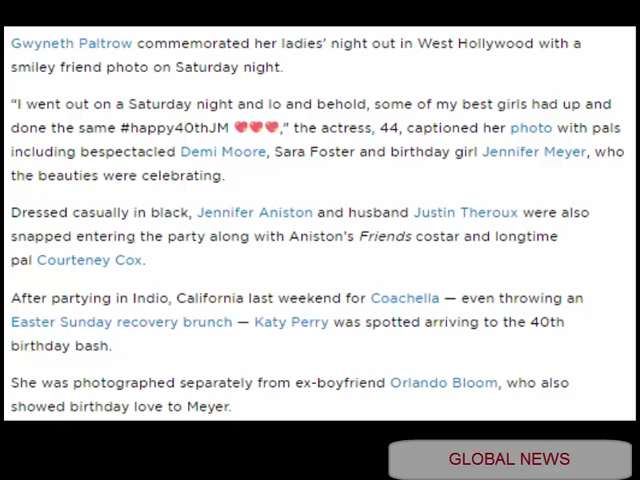 Gwyneth Paltrow commemorated her ladies’ night out in West Hollywood with a
smiley friend photo on Saturday night.
“I went out on a Saturday night and lo and behold, some of my best girls had up and
done the same #happy40thJM ❤️❤️❤️,” the actress, 44, captioned her photo with pals
including bespectacled Demi Moore, Sara Foster and birthday girl Jennifer Meyer, who
the beauties were celebrating.
Dressed casually in black, Jennifer Aniston and husband Justin Theroux were also
snapped entering the party along with Aniston’s Friends costar and longtime
pal Courteney Cox.
After partying in Indio, California last weekend for Coachella — even throwing an
Easter Sunday recovery brunch — Katy Perry was spotted arriving to the 40th
birthday bash.
She was photographed separately from ex-boyfriend Orlando Bloom, who also
showed birthday love to Meyer.
GLOBAL NEWS